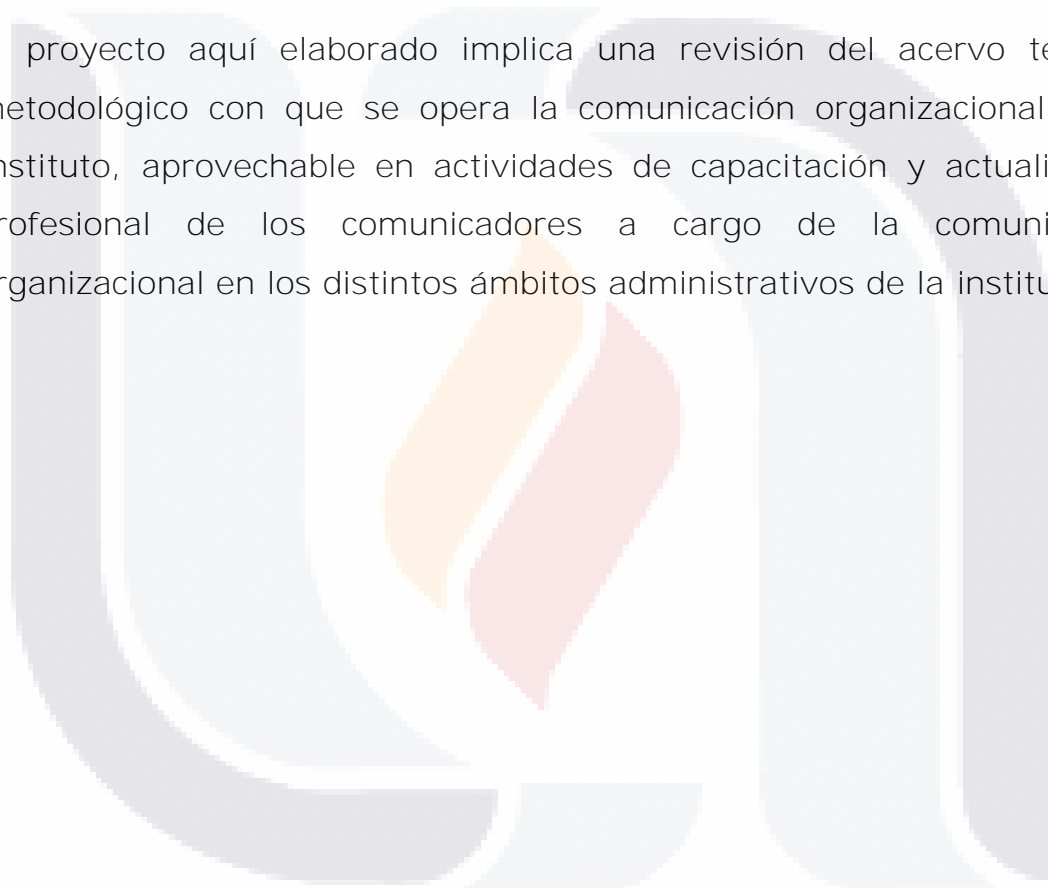 proyecto aquí elaborado implica una revisión del acervo te
metodológico con que se opera la comunicación organizacional
nstituto, aprovechable en actividades de capacitación y actuali
rofesional de los comunicadores a cargo de la comuni
rganizacional en los distintos ámbitos administrativos de la institu